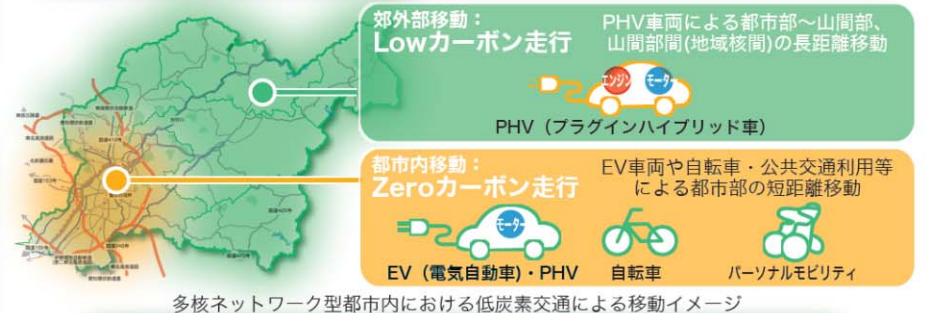 郊外部移動：
Lowカーボン走行
PHV車両による都市部〜山間部、
山間部間(地域核間)の長距離移動
エンジン モーター
PHV（プラグインハイブリッド車）
都市内移動：
Zeroカーボン走行
EV車両や自転車・公共交通利用等
による都市部の短距離移動
モーター
EV（電気自動車）・PHV
自転車
パーソナルモビリティ
多核ネットワーク型都市内における低炭素交通による移動イメージ